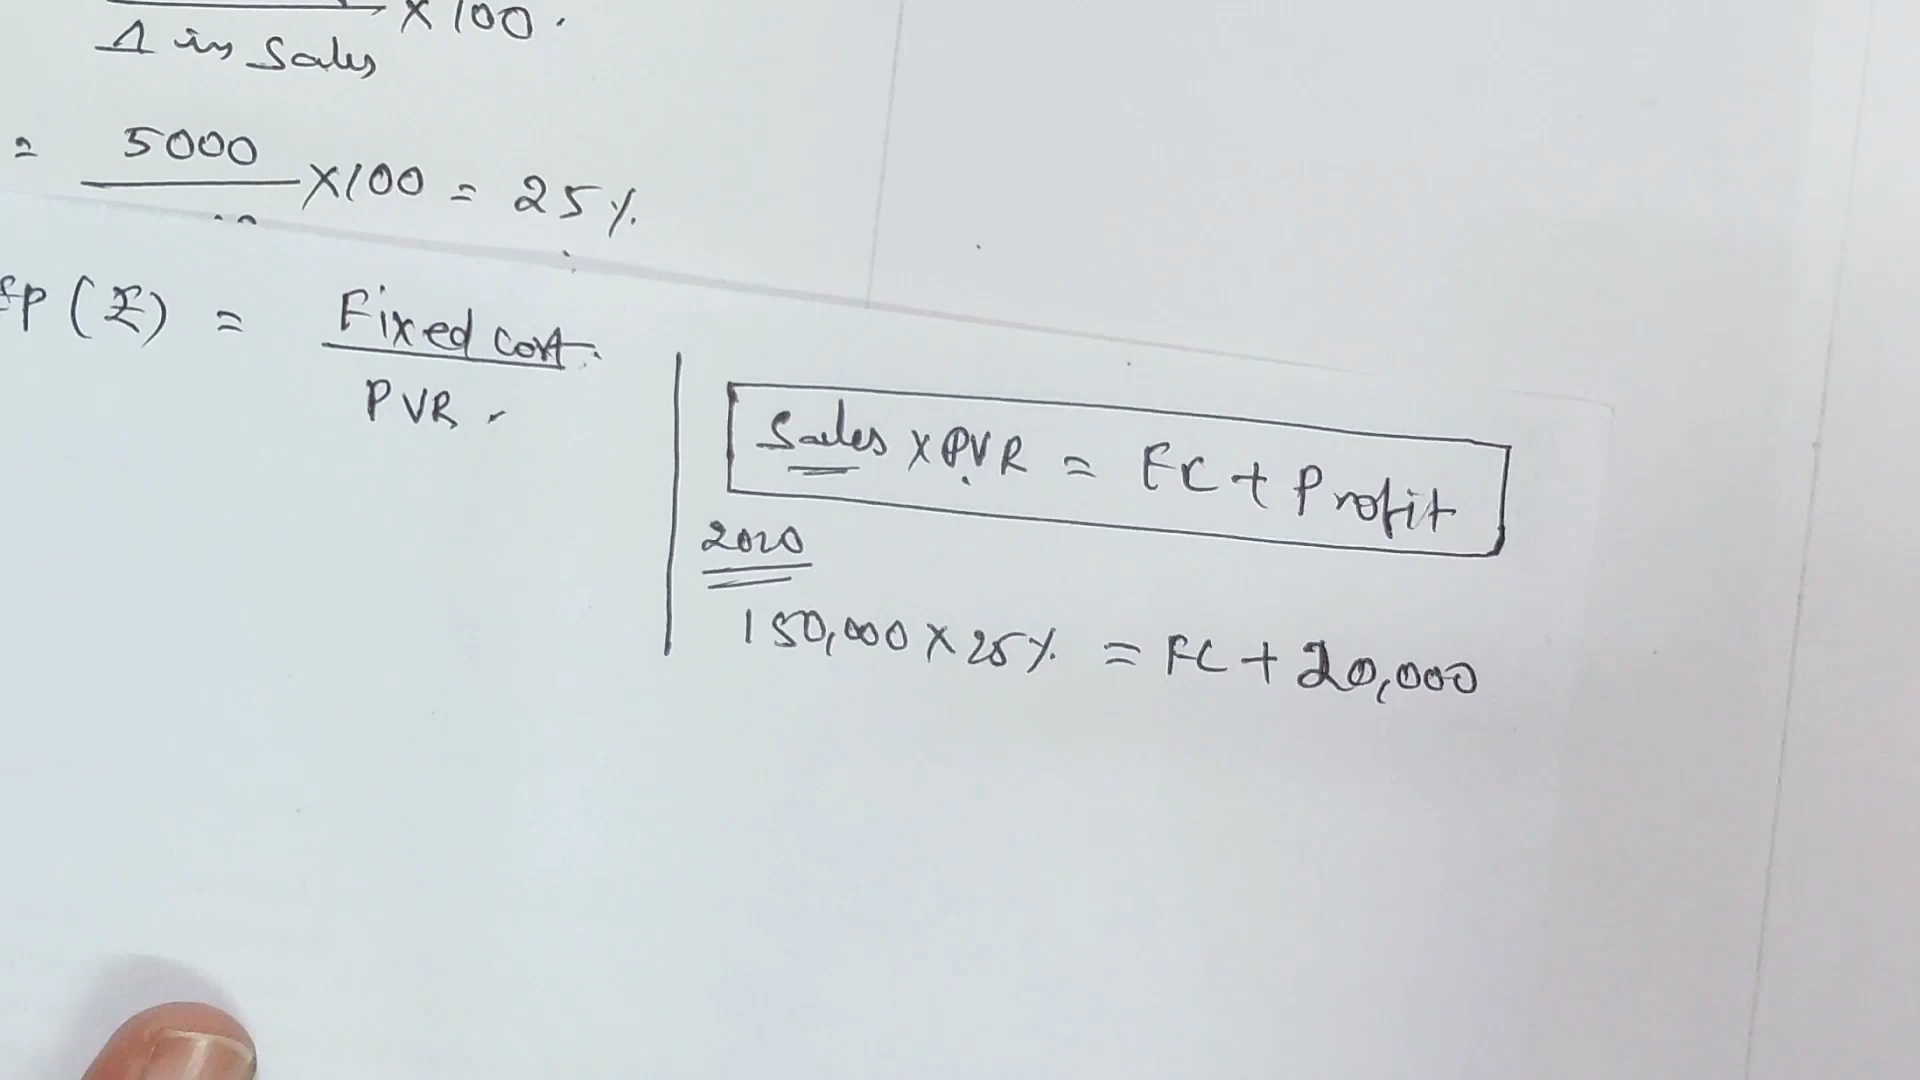 × 100.
Δ in Sales
= 5000 ×100 = 25%
(₹) = Fixed cost
PVR
Sales × PVR = FC + Profit
2020
150,000 × 25% = FC + 20,000